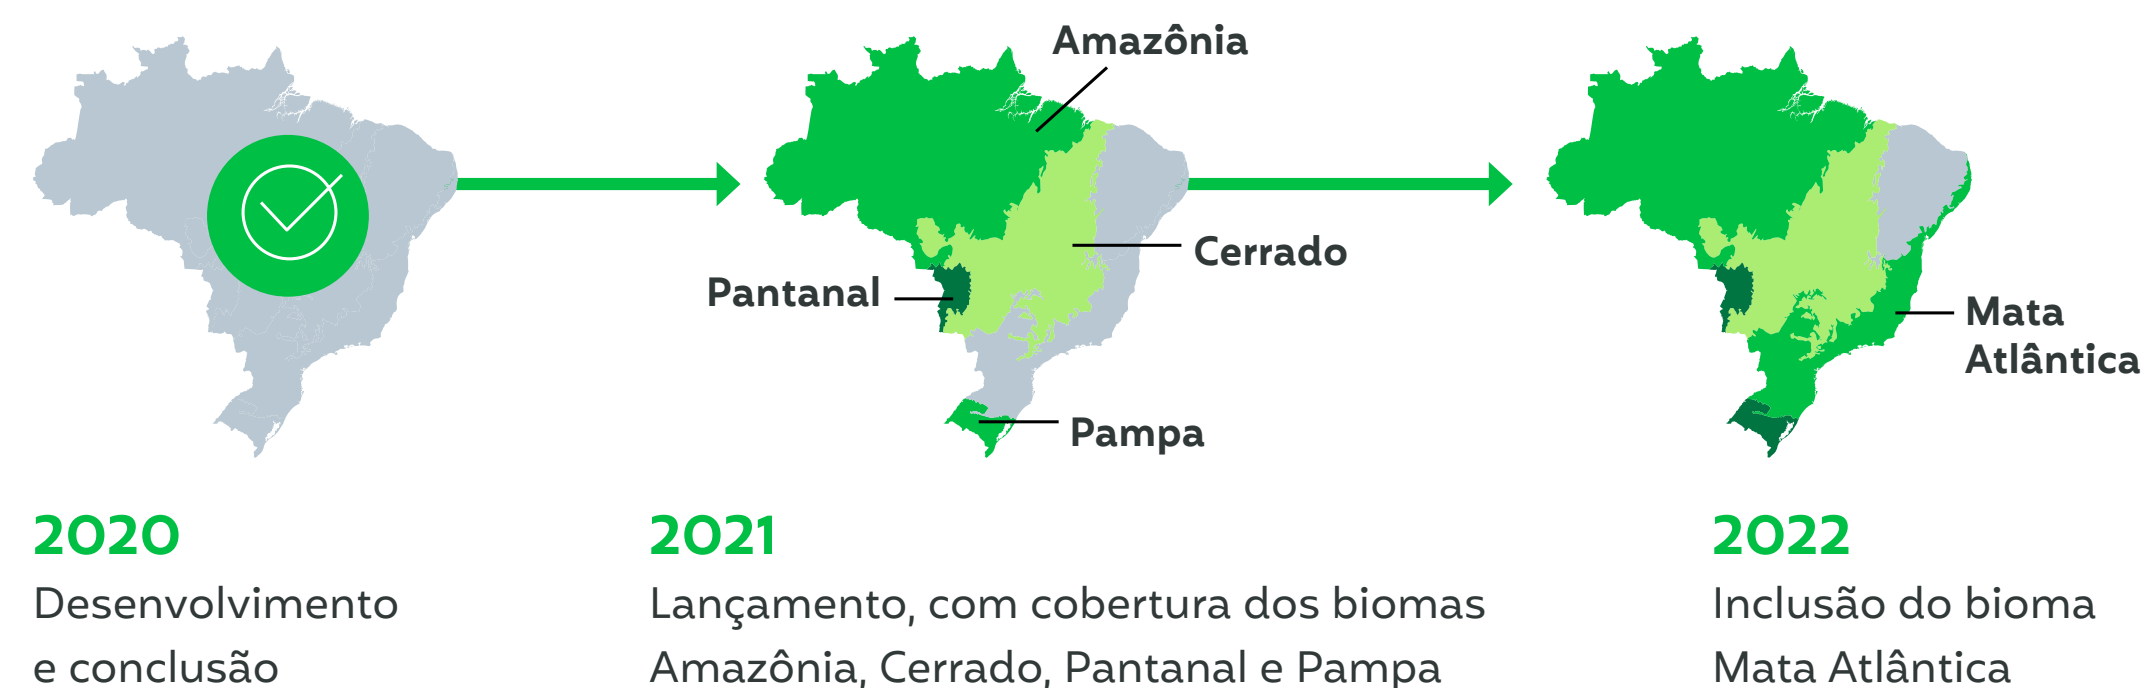 Amazônia
Cerrado
Pantanal
Pampa
Mata
Atlântica
2020
Desenvolvimento
e conclusão
2021
Lançamento, com cobertura dos biomas
Amazônia, Cerrado, Pantanal e Pampa
2022
Inclusão do bioma
Mata Atlântica